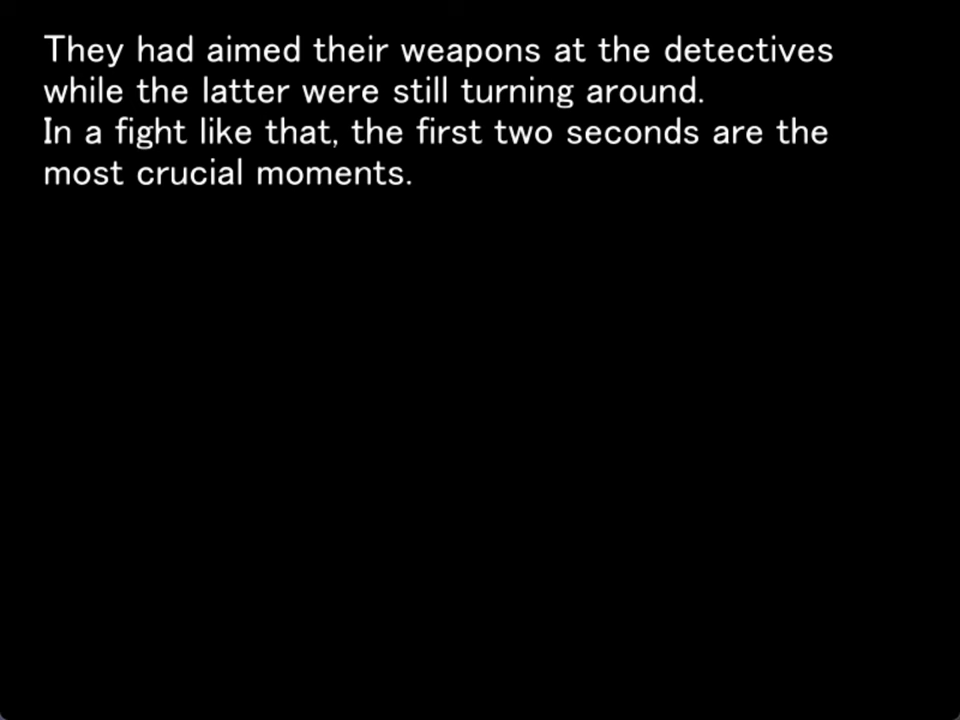 They had aimed their weapons at the detectives
while the latter were still turning around.
In a fight like that, the first two seconds are the
most crucial moments.